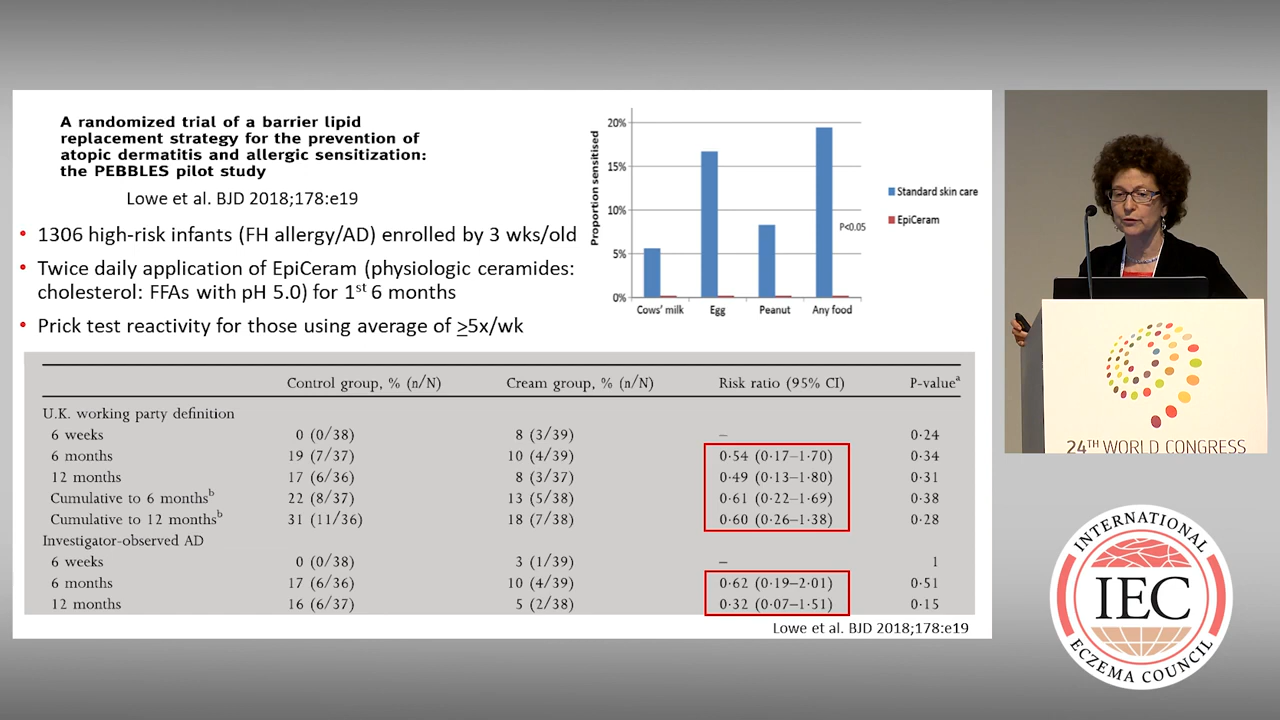 A randomized trial of a barrier lipid
replacement strategy for the prevention of
atopic dermatitis and allergic sensitization:
the PEBBLES pilot study
Lowe et al. BJD 2018;178:e19
• 1306 high-risk infants (FH allergy/AD) enrolled by 3 wks/old
• Twice daily application of EpiCeram (physiologic ceramides:
cholesterol: FFAs with pH 5.0) for 1st 6 months
• Prick test reactivity for those using average of ≥5x/wk
Proportion sensitised
20%
15%
10%
5%
0%
Cows' milk Egg Peanut Any food
P<0.05
Standard skin care
EpiCeram
Control group, % (n/N) Cream group, % (n/N) Risk ratio (95% CI) P-valueᵃ
U.K. working party definition
6 weeks 0 (0/38) 8 (3/39) – 0·24
6 months 19 (7/37) 10 (4/39) 0·54 (0·17–1·70) 0·34
12 months 17 (6/36) 8 (3/37) 0·49 (0·13–1·80) 0·31
Cumulative to 6 monthsᵇ 22 (8/37) 13 (5/38) 0·61 (0·22–1·69) 0·38
Cumulative to 12 monthsᵇ 31 (11/36) 18 (7/38) 0·60 (0·26–1·38) 0·28
Investigator-observed AD
6 weeks 0 (0/38) 3 (1/39) – 1
6 months 17 (6/36) 10 (4/39) 0·62 (0·19–2·01) 0·51
12 months 16 (6/37) 5 (2/38) 0·32 (0·07–1·51) 0·15
Lowe et al. BJD 2018;178:e19
24TH WORLD CONGRESS
INTERNATIONAL
IEC
ECZEMA COUNCIL